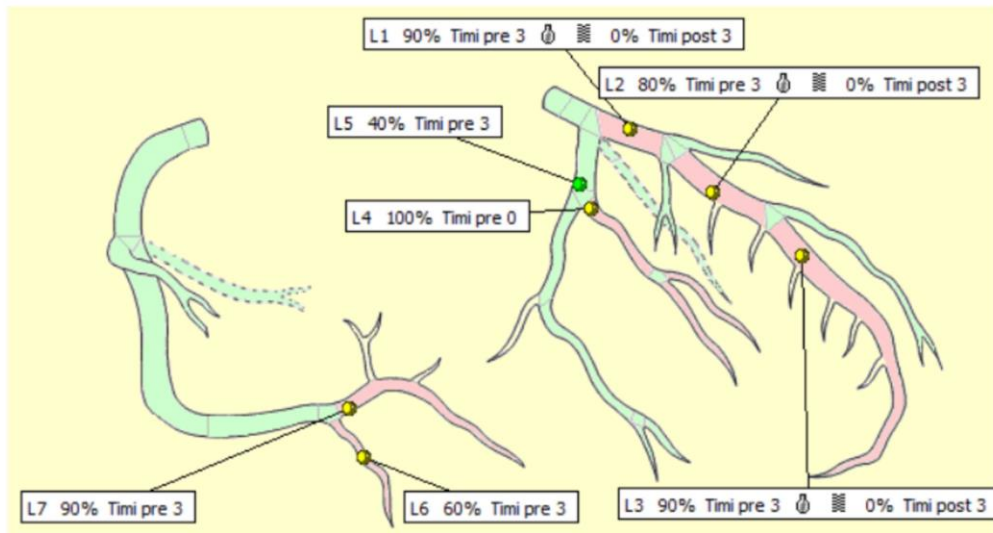 L1 90% Timi pre 3 0% Timi post 3
L2 80% Timi pre 3 0% Timi post 3
L5 40% Timi pre 3
L4 100% Timi pre 0
L7 90% Timi pre 3
L6 60% Timi pre 3
L3 90% Timi pre 3 0% Timi post 3